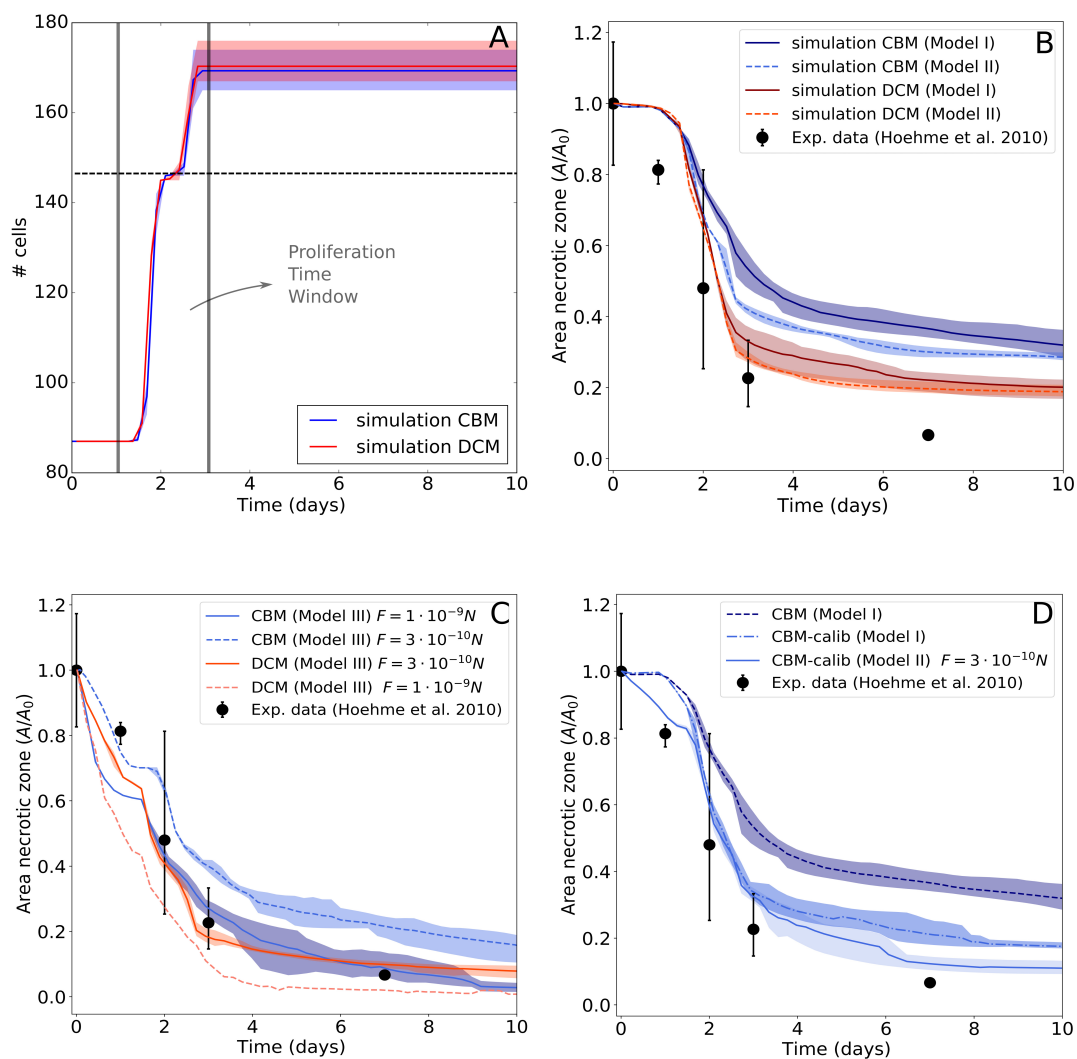 A
180
160
140
120
100
80
# cells
Proliferation
Time
Window
simulation CBM
simulation DCM
0
2
4
6
8
10
Time (days)
B
simulation CBM (Model I)
simulation CBM (Model II)
simulation DCM (Model I)
simulation DCM (Model II)
Exp. data (Hoehme et al. 2010)
1.2
1.0
0.8
0.6
0.4
0.2
0.0
Area necrotic zone (A/A₀)
0
2
4
6
8
10
Time (days)
C
CBM (Model III) F = 1 · 10⁻⁹N
CBM (Model III) F = 3 · 10⁻¹⁰N
DCM (Model III) F = 3 · 10⁻¹⁰N
DCM (Model III) F = 1 · 10⁻⁹N
Exp. data (Hoehme et al. 2010)
1.2
1.0
0.8
0.6
0.4
0.2
0.0
Area necrotic zone (A/A₀)
0
2
4
6
8
10
Time (days)
D
CBM (Model I)
CBM-calib (Model I)
CBM-calib (Model II) F = 3 · 10⁻¹⁰N
Exp. data (Hoehme et al. 2010)
1.2
1.0
0.8
0.6
0.4
0.2
0.0
Area necrotic zone (A/A₀)
0
2
4
6
8
10
Time (days)